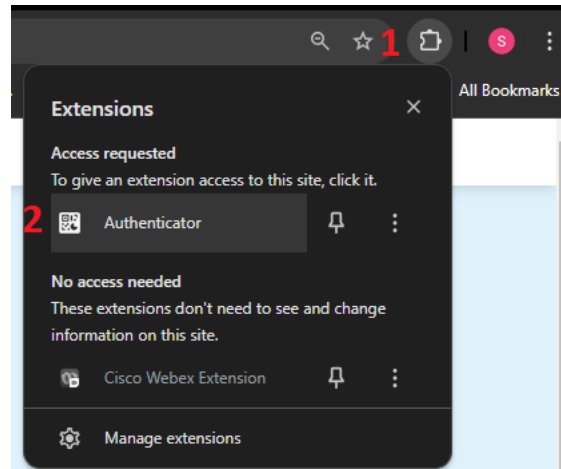 1
S
All Bookmarks
Extensions
Access requested
To give an extension access to this site, click it.
2
Authenticator
No access needed
These extensions don't need to see and change
information on this site.
Cisco Webex Extension
Manage extensions